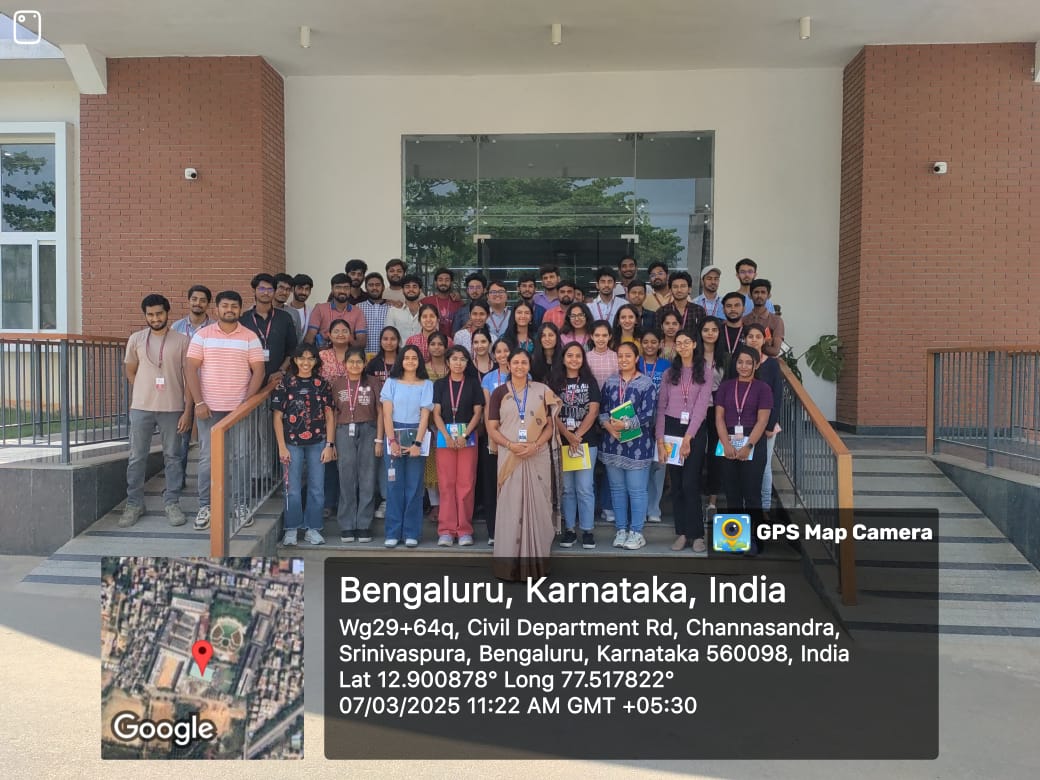 GPS Map Camera
Bengaluru, Karnataka, India
Wg29+64q, Civil Department Rd, Channasandra,
Srinivaspura, Bengaluru, Karnataka 560098, India
Lat 12.900878° Long 77.517822°
07/03/2025 11:22 AM GMT +05:30
Google